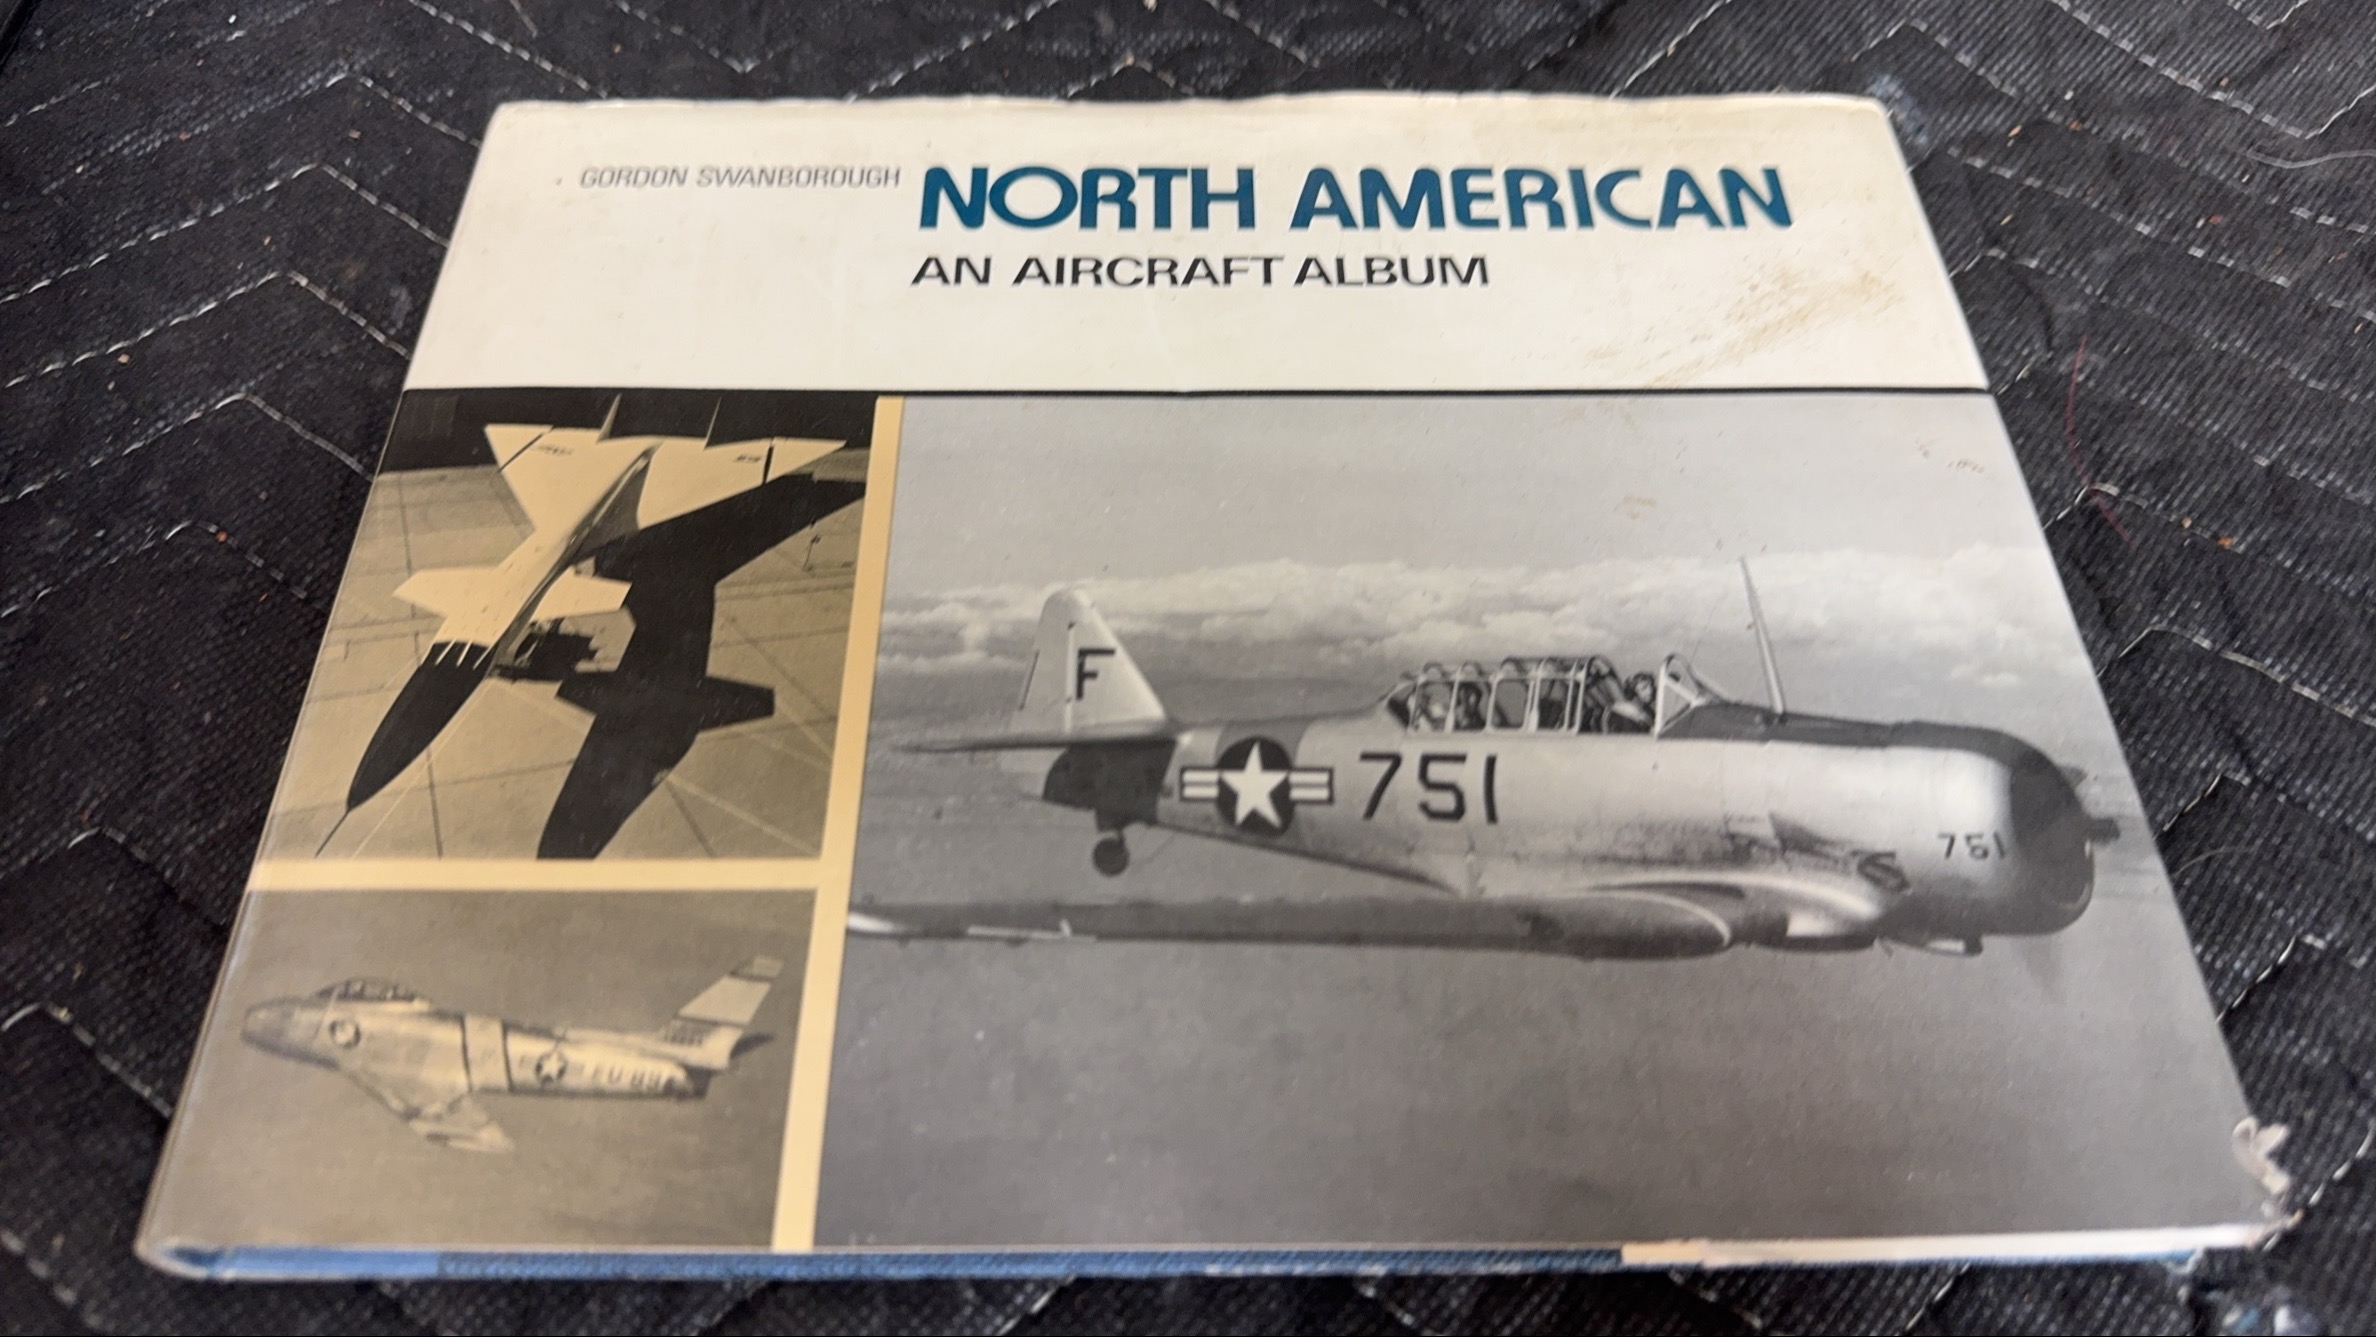 GORDON SWANBOROUGH NORTH AMERICAN
AN AIRCRAFT ALBUM
F
751
751